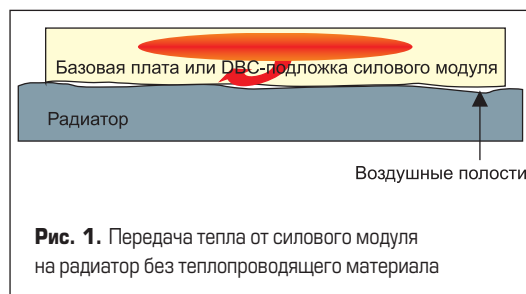 Базовая плата или DBC-подложка силового модуля
Радиатор
Воздушные полости
Рис. 1. Передача тепла от силового модуля
на радиатор без теплопроводящего материала